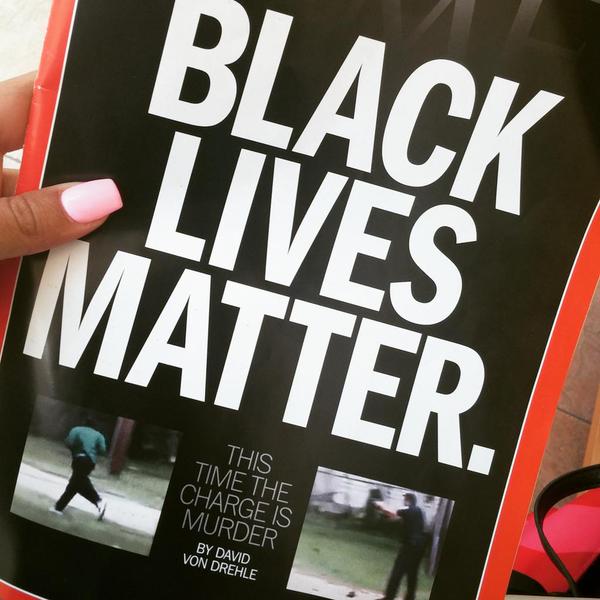 BLACK
LIVES
MATTER.
THIS
TIME THE
CHARGE IS
MURDER
BY DAVID
VON DREHLE